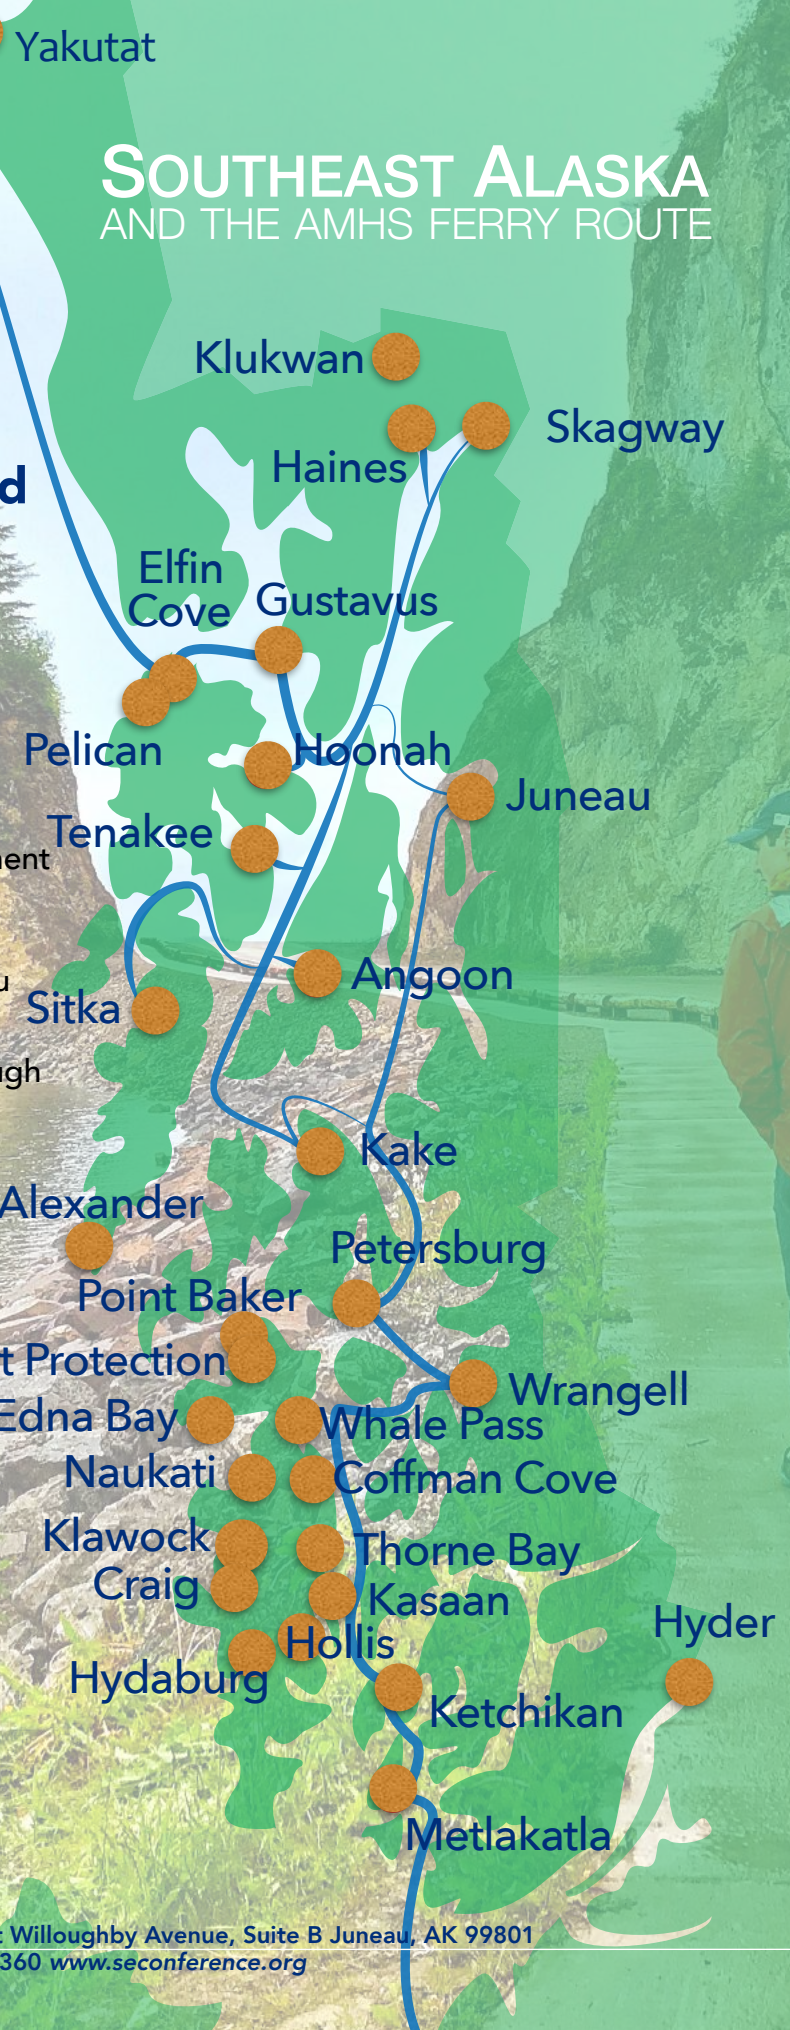 Yakutat
SOUTHEAST ALASKA
AND THE AMHS FERRY ROUTE
Klukwan
Skagway
Haines
d
Elfin
Cove
Gustavus
Pelican
Hoonah
Juneau
Tenakee
ment
Angoon
u
Sitka
ugh
Kake
Alexander
Petersburg
Point Baker
t Protection
Wrangell
Edna Bay
Whale Pass
Naukati
Coffman Cove
Klawock
Thorne Bay
Craig
Kasaan
Hyder
Hollis
Hydaburg
Ketchikan
Metlakatla
t Willoughby Avenue, Suite B Juneau, AK 99801
360 www.seconference.org